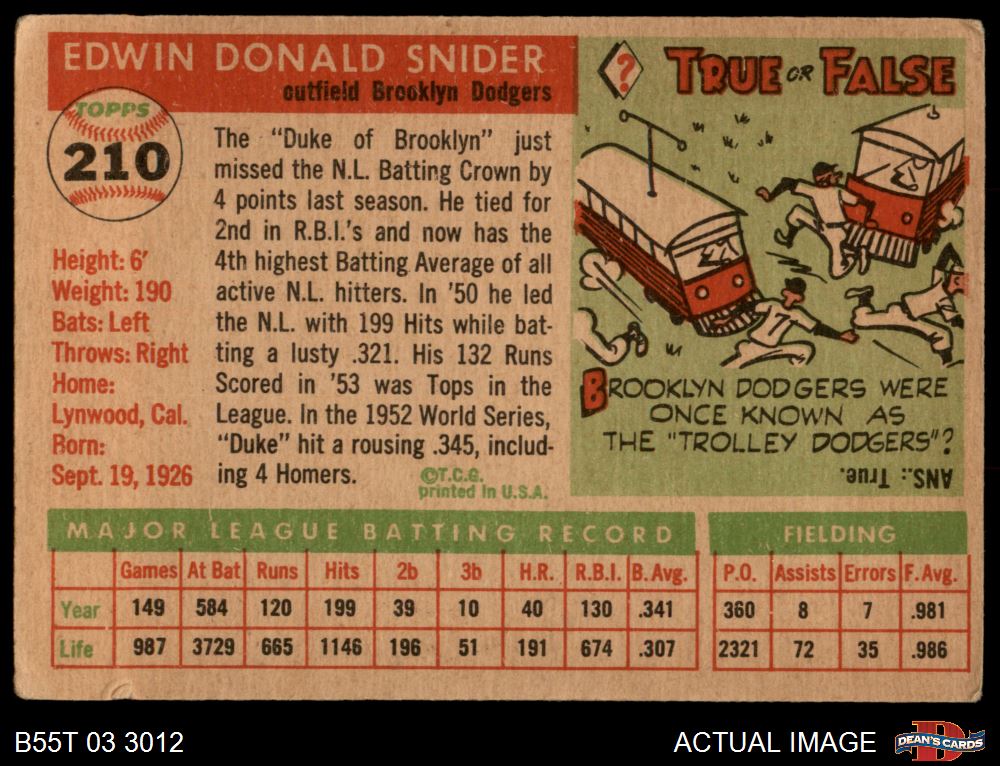 EDWIN DONALD SNIDER
outfield Brooklyn Dodgers
TOPPS
210
The "Duke of Brooklyn" just
missed the N.L. Batting Crown by
4 points last season. He tied for
2nd in R.B.I.'s and now has the
4th highest Batting Average of all
active N.L. hitters. In '50 he led
the N.L. with 199 Hits while bat-
ting a lusty .321. His 132 Runs
Scored in '53 was Tops in the
League. In the 1952 World Series,
"Duke" hit a rousing .345, includ-
ing 4 Homers.
©T.C.G.
printed in U.S.A.
Height: 6'
Weight: 190
Bats: Left
Throws: Right
Home:
Lynwood, Cal.
Born:
Sept. 19, 1926
?
TRUE OR FALSE
7
BROOKLYN DODGERS WERE
ONCE KNOWN AS
THE "TROLLEY DODGERS"?
ANS.: True.
MAJOR LEAGUE BATTING RECORD
Games At Bat Runs Hits 2b 3b H.R. R.B.I. B. Avg.
Year 149 584 120 199 39 10 40 130 .341
Life 987 3729 665 1146 196 51 191 674 .307
FIELDING
P.O. Assists Errors F. Avg.
360 8 7 .981
2321 72 35 .986
B55T 03 3012
ACTUAL IMAGE
D
DEAN'S CARDS